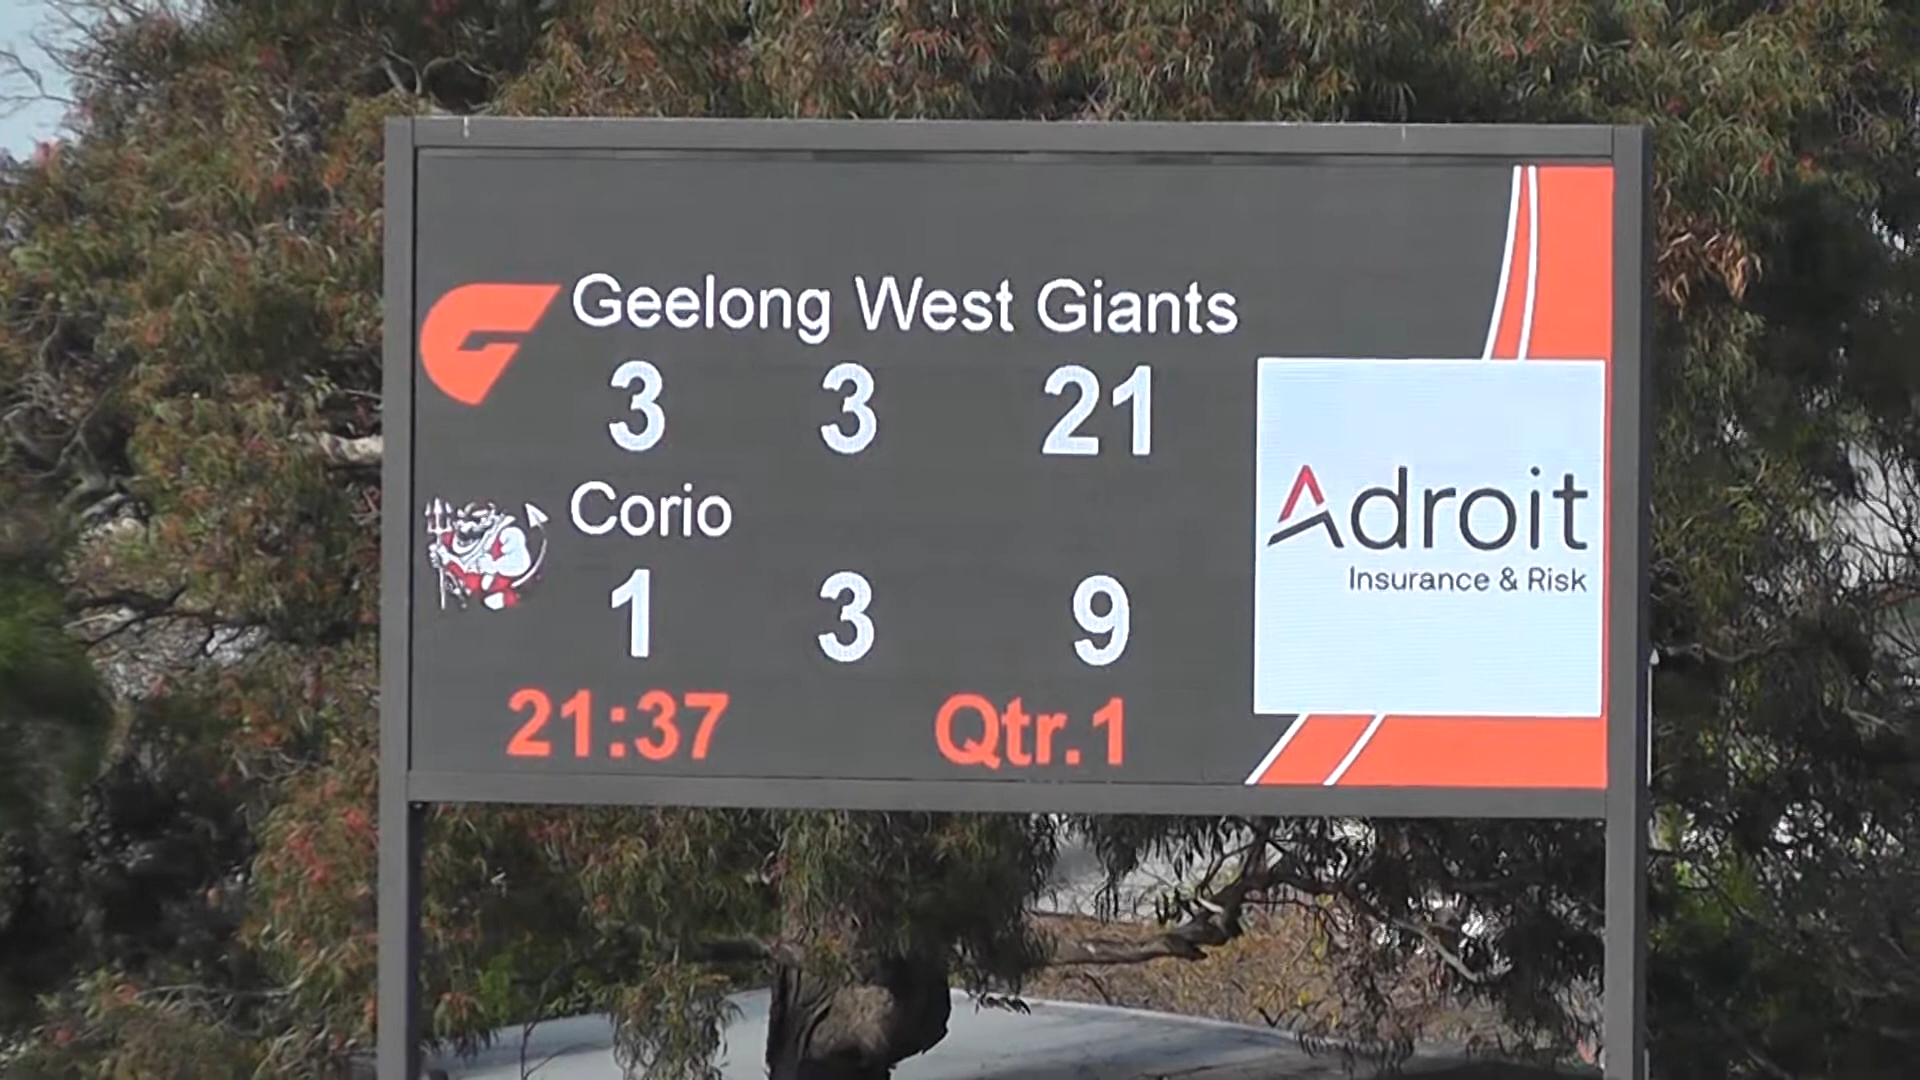 Geelong West Giants
3 3 21
Corio
1 3 9
21:37 Qtr.1
Adroit
Insurance & Risk